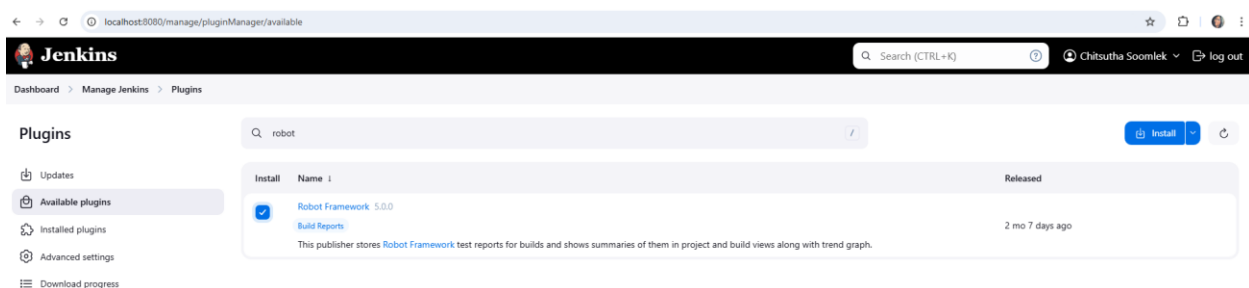 localhost:8080/manage/pluginManager/available
Jenkins
Search (CTRL+K)
?
Chitsutha Soomlek
log out
Dashboard > Manage Jenkins > Plugins
Plugins
robot
/
Install
Updates
Available plugins
Installed plugins
Advanced settings
Download progress
Install Name ↓ Released
Robot Framework 5.0.0
Build Reports
This publisher stores Robot Framework test reports for builds and shows summaries of them in project and build views along with trend graph.
2 mo 7 days ago